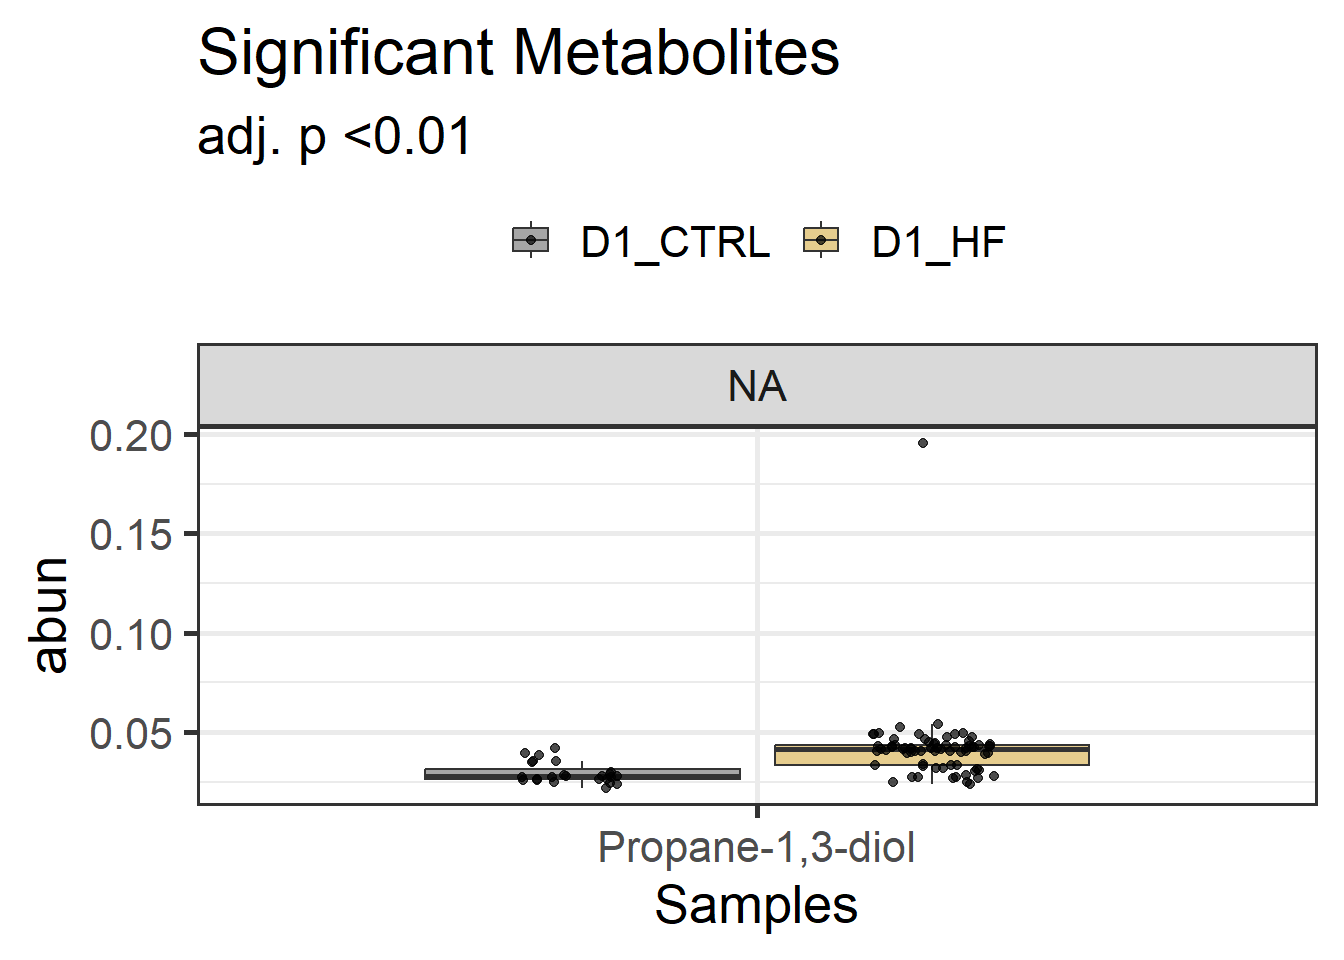 Significant Metabolites
adj. p <0.01
D1_CTRL D1_HF
NA
0.20
0.15
0.10
0.05
abun
Propane-1,3-diol
Samples